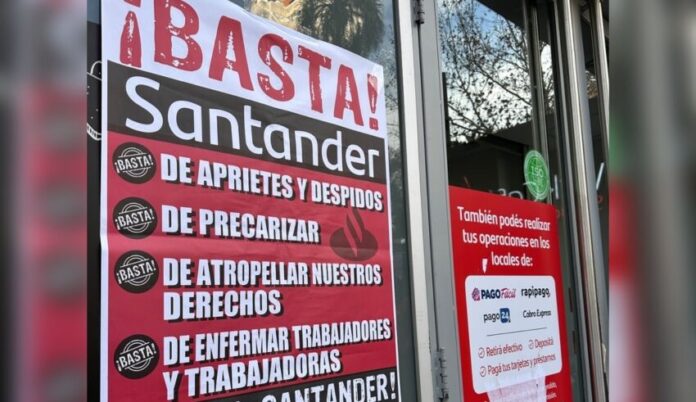 ¡BASTA!
Santander
¡BASTA!
DE APRIETES Y DESPIDOS
¡BASTA!
DE PRECARIZAR
¡BASTA!
DE ATROPELLAR NUESTROS
DERECHOS
¡BASTA!
DE ENFERMAR TRABAJADORES
Y TRABAJADORAS
SANTANDER!
También podés realizar
tus operaciones en los
locales de:
PAGO Fácil
rapipago
pago24
Cobro Express
Retirá efectivo
Depositá
Pagá tus tarjetas y préstamos